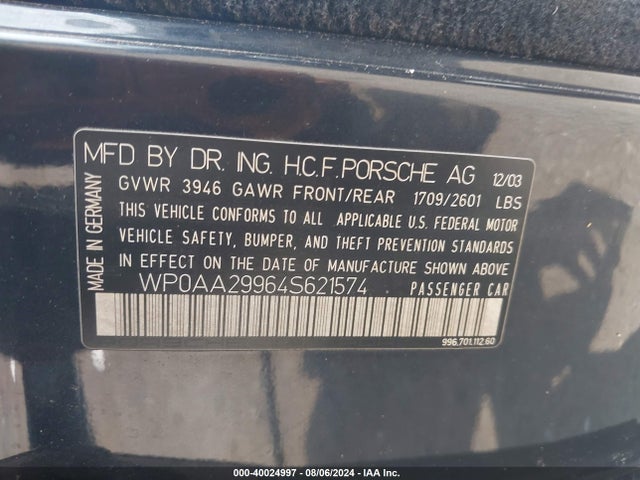 MFD BY DR. ING. H.C.F. PORSCHE AG 12/03
GVWR 3946 GAWR FRONT/REAR 1709/2601 LBS
THIS VEHICLE CONFORMS TO ALL APPLICABLE U.S. FEDERAL MOTOR
VEHICLE SAFETY, BUMPER, AND THEFT PREVENTION STANDARDS
IN EFFECT ON THE DATE OF MANUFACTURE SHOWN ABOVE
WP0AA29964S621574 PASSENGER CAR
996.701.112.60
MADE IN GERMANY
000-40024997 - 08/06/2024 - IAA Inc.